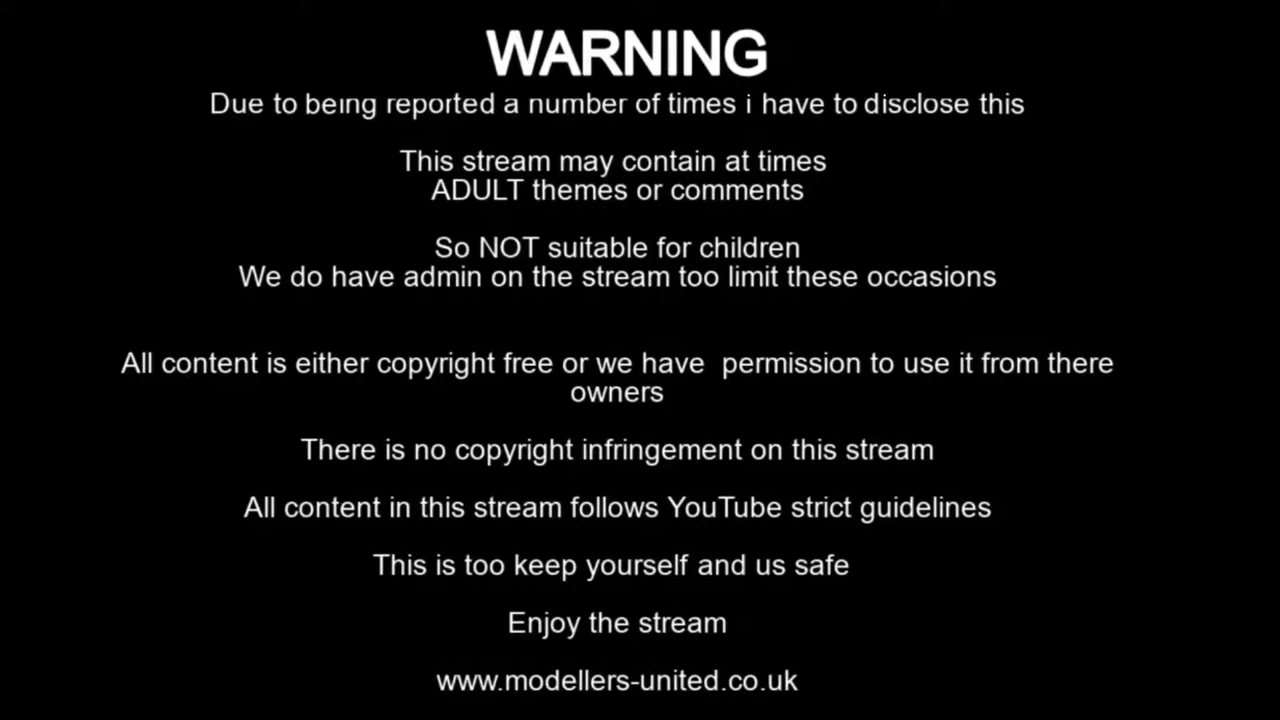 WARNING
Due to being reported a number of times i have to disclose this
This stream may contain at times
ADULT themes or comments
So NOT suitable for children
We do have admin on the stream too limit these occasions
All content is either copyright free or we have  permission to use it from there
owners
There is no copyright infringement on this stream
All content in this stream follows YouTube strict guidelines
This is too keep yourself and us safe
Enjoy the stream
www.modellers-united.co.uk